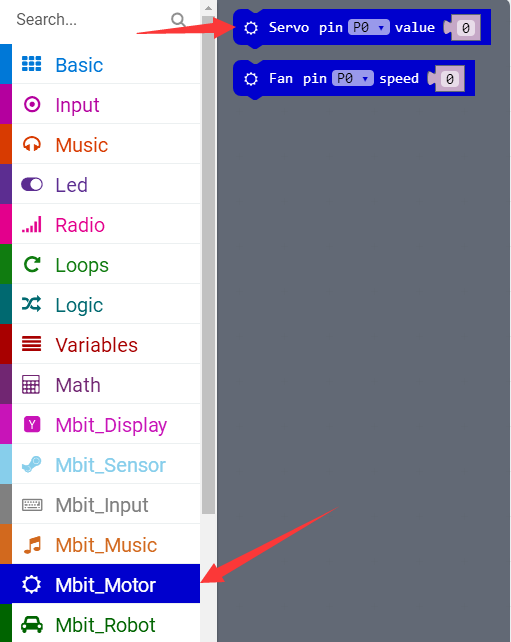 Search...
Basic
Input
Music
Led
Radio
Loops
Logic
Variables
Math
Mbit_Display
Mbit_Sensor
Mbit_Input
Mbit_Music
Mbit_Motor
Mbit_Robot
Servo pin P0 value 0
Fan pin P0 speed 0